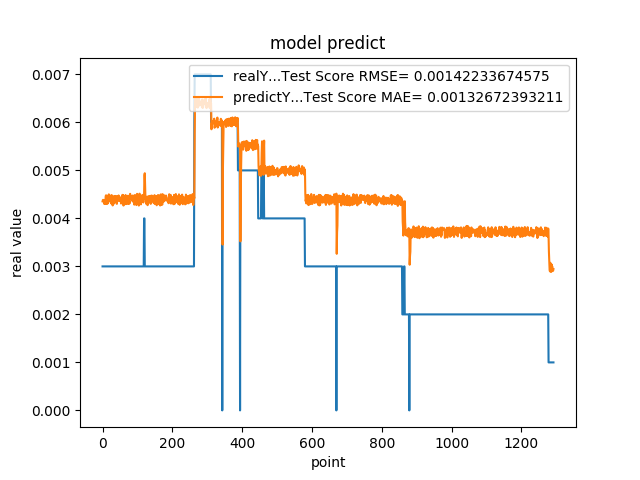 model predict
realY...Test Score RMSE= 0.00142233674575
predictY...Test Score MAE= 0.00132672393211
real value
0.007
0.006
0.005
0.004
0.003
0.002
0.001
0.000
0 200 400 600 800 1000 1200
point